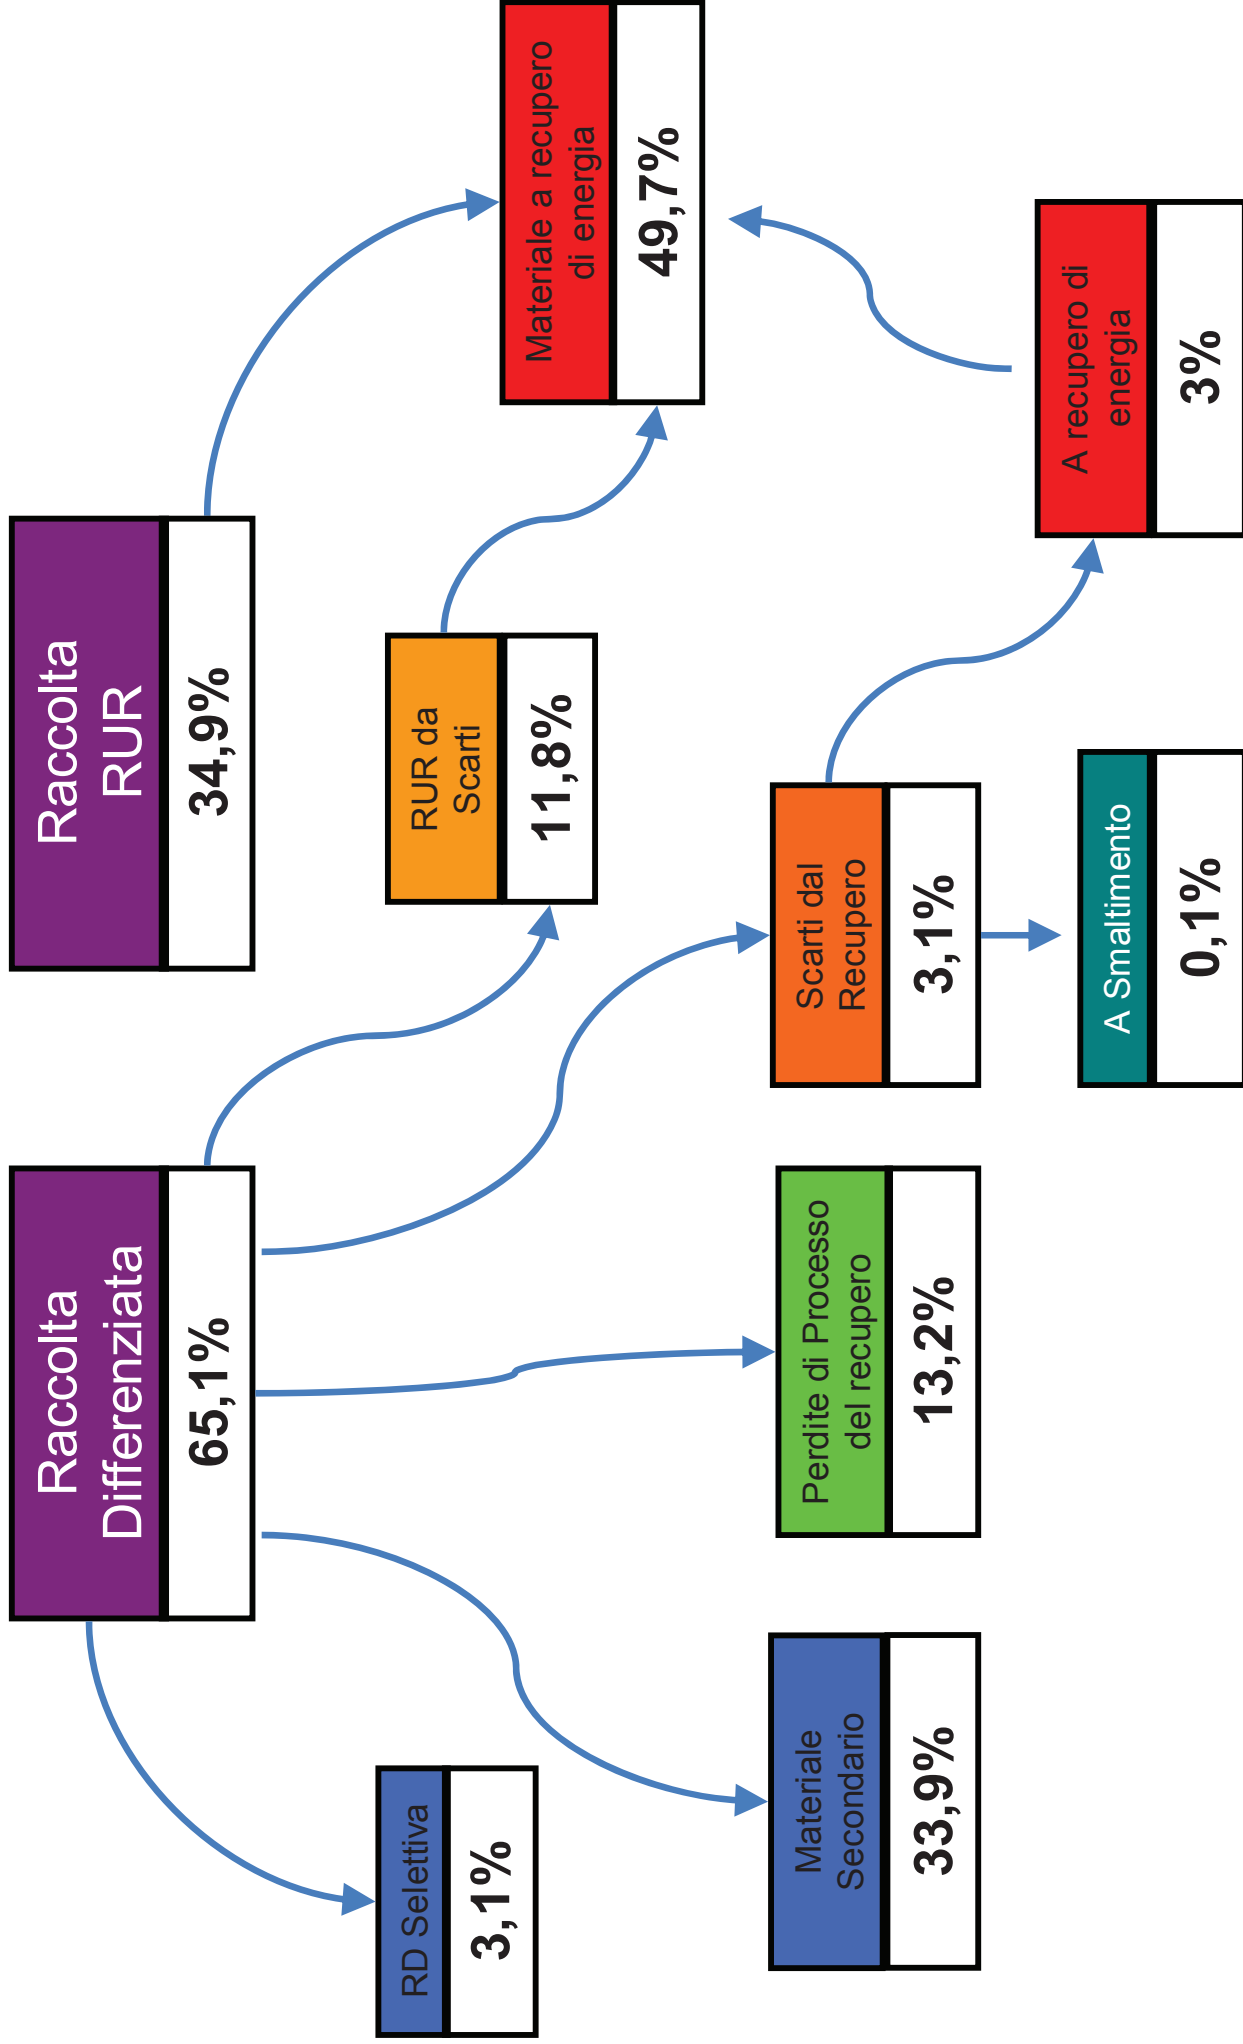 Raccolta
Differenziata
65,1%
Raccolta
RUR
34,9%
RD Selettiva
3,1%
RUR da
Scarti
11,8%
Materiale a recupero
di energia
49,7%
Materiale
Secondario
33,9%
Perdite di Processo
del recupero
13,2%
Scarti dal
Recupero
3,1%
A Smaltimento
0,1%
A recupero di
energia
3%